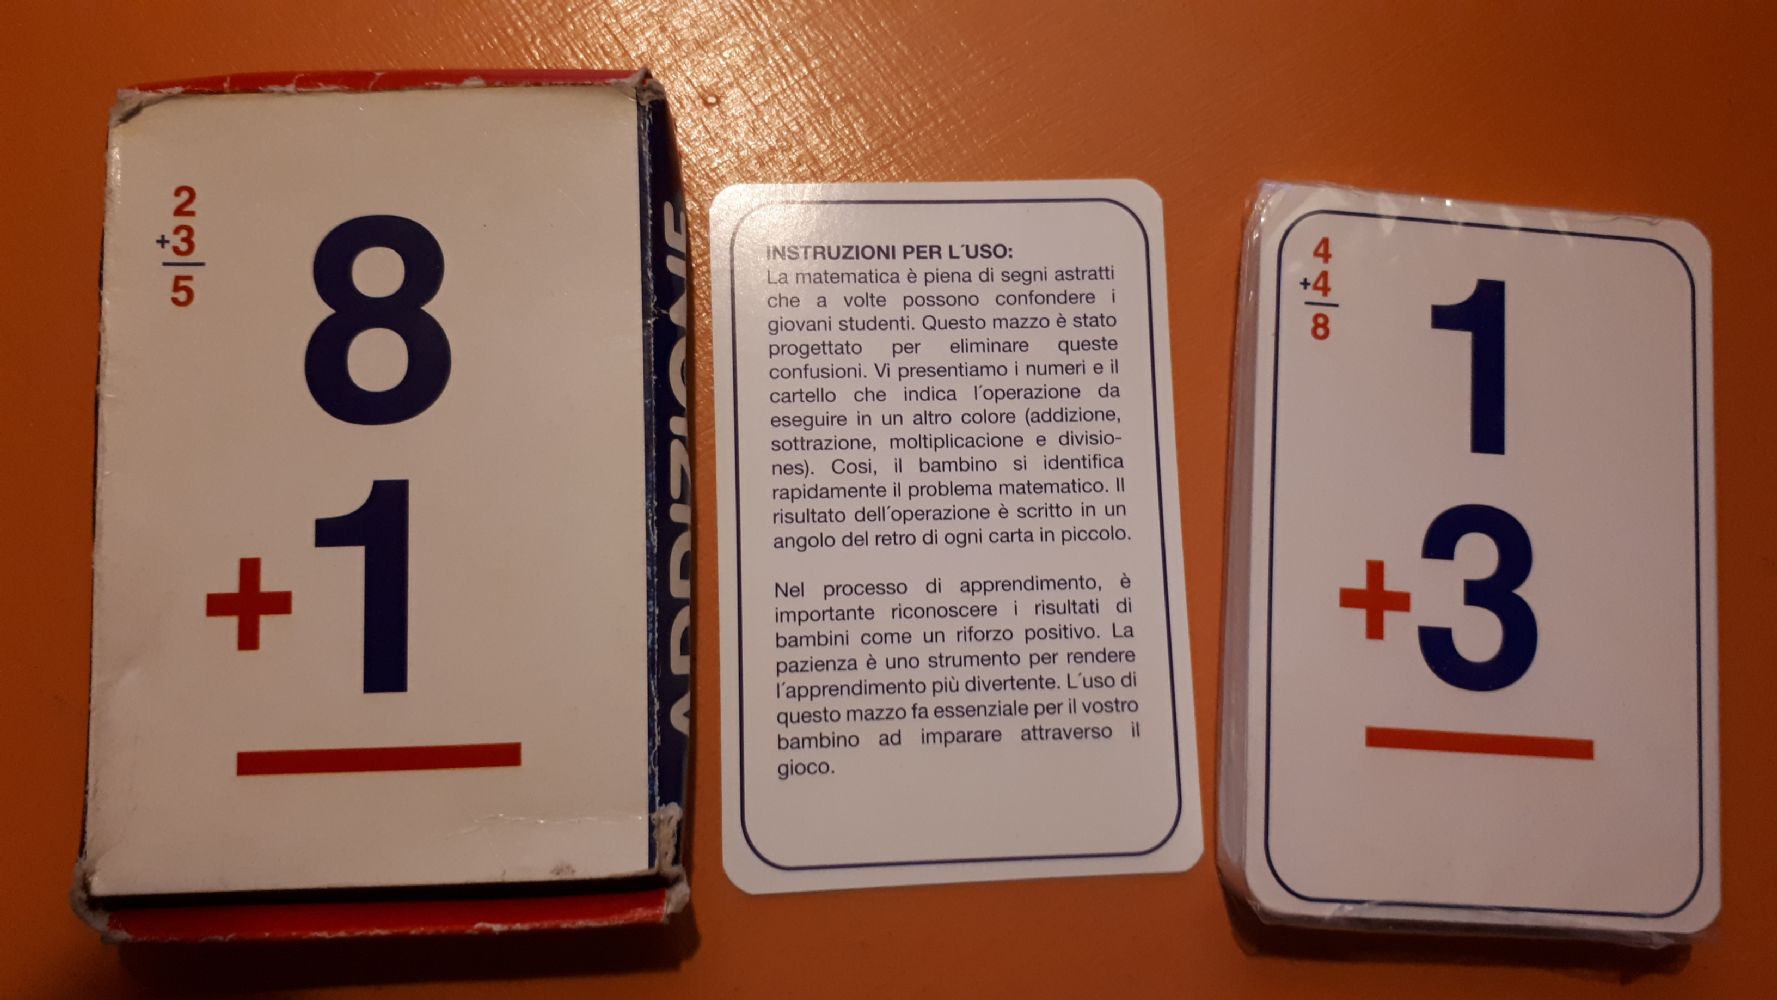 2
+3
5
8
+1
ADDIZIONE
INSTRUZIONI PER L´USO:
La matematica è piena di segni astratti
che a volte possono confondere i
giovani studenti. Questo mazzo è stato
progettato per eliminare queste
confusioni. Vi presentiamo i numeri e il
cartello che indica l´operazione da
eseguire in un altro colore (addizione,
sottrazione, moltiplicacione e divisio-
nes). Cosi, il bambino si identifica
rapidamente il problema matematico. Il
risultato dell´operazione è scritto in un
angolo del retro di ogni carta in piccolo.
Nel processo di apprendimento, è
importante riconoscere i risultati di
bambini come un riforzo positivo. La
pazienza è uno strumento per rendere
l´apprendimento più divertente. L´uso di
questo mazzo fa essenziale per il vostro
bambino ad imparare attraverso il
gioco.
4
+4
8
1
+3